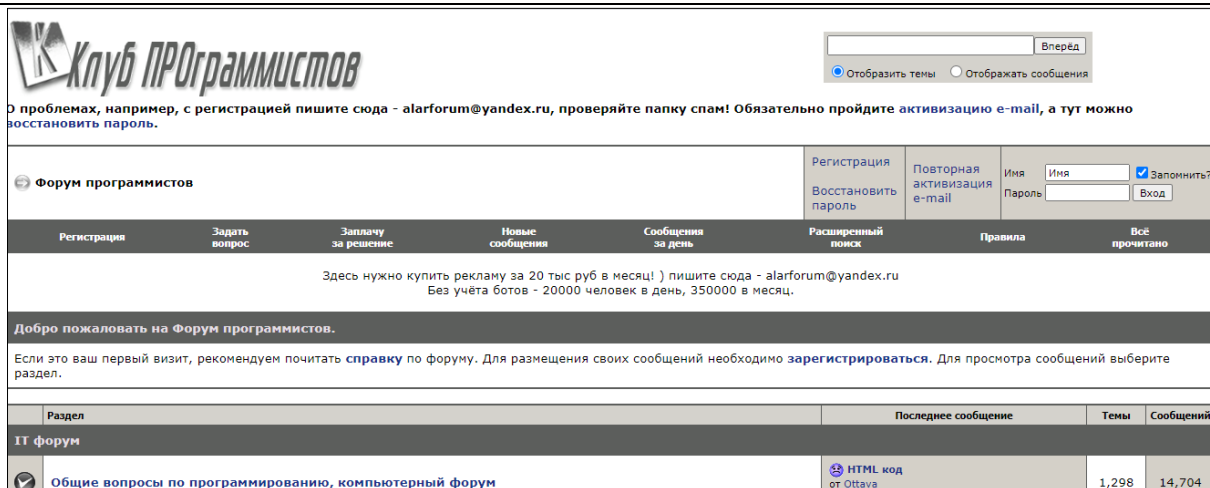 Клуб ПРОграммистов
Вперёд
Отобразить темы Отображать сообщения
О проблемах, например, с регистрацией пишите сюда - alarforum@yandex.ru, проверяйте папку спам! Обязательно пройдите активизацию e-mail, а тут можно
восстановить пароль.
Форум программистов
Регистрация
Восстановить
пароль
Повторная
активизация
e-mail
Имя Имя Запомнить?
Пароль Вход
Регистрация
Задать
вопрос
Заплачу
за решение
Новые
сообщения
Сообщения
за день
Расширенный
поиск
Правила
Всё
прочитано
Здесь нужно купить рекламу за 20 тыс руб в месяц! ) пишите сюда - alarforum@yandex.ru
Без учёта ботов - 20000 человек в день, 350000 в месяц.
Добро пожаловать на Форум программистов.
Если это ваш первый визит, рекомендуем почитать справку по форуму. Для размещения своих сообщений необходимо зарегистрироваться. Для просмотра сообщений выберите
раздел.
Раздел Последнее сообщение Темы Сообщений
IT форум
Общие вопросы по программированию, компьютерный форум
HTML код
от Ottava
1,298 14,704